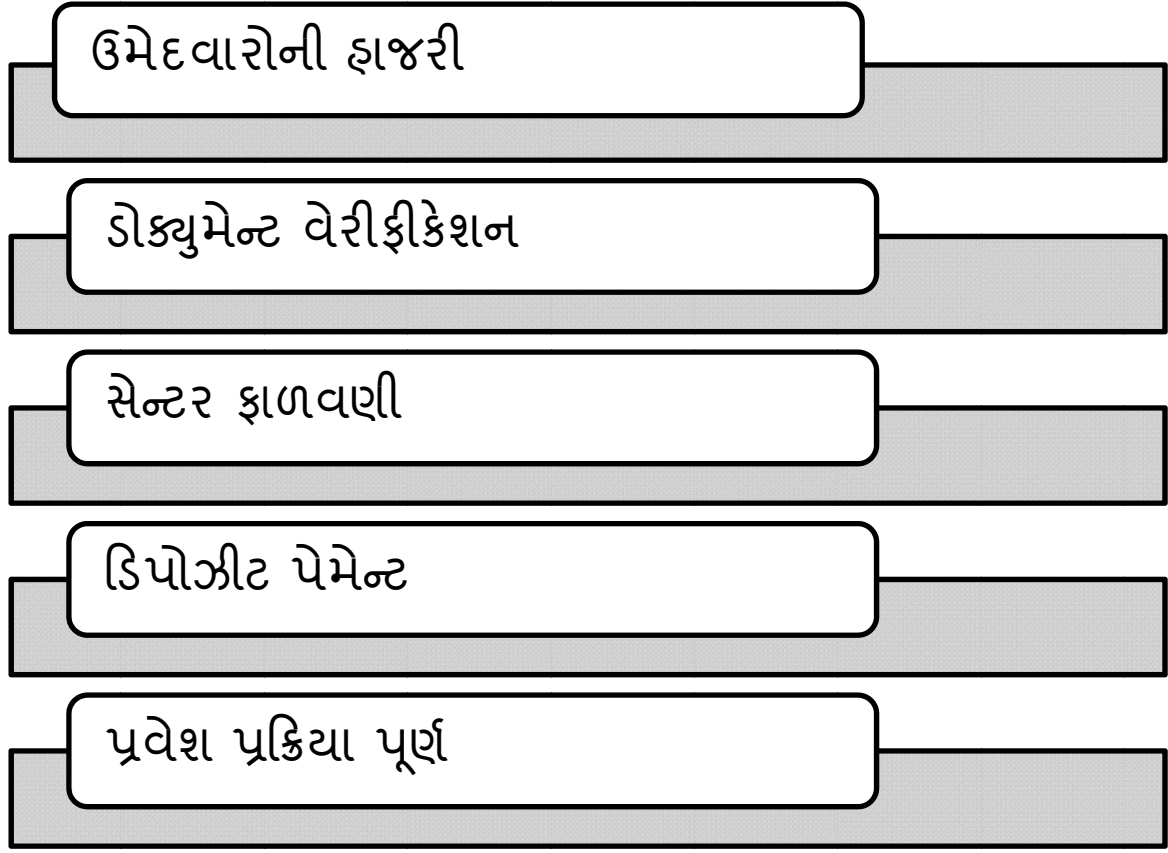 ઉમેદવારોની હાજરી
ડોક્યુમેન્ટ વેરીફીકેશન
સેન્ટર ફાળવણી
ડિપોઝીટ પેમેન્ટ
પ્રવેશ પ્રક્રિયા પૂર્ણ